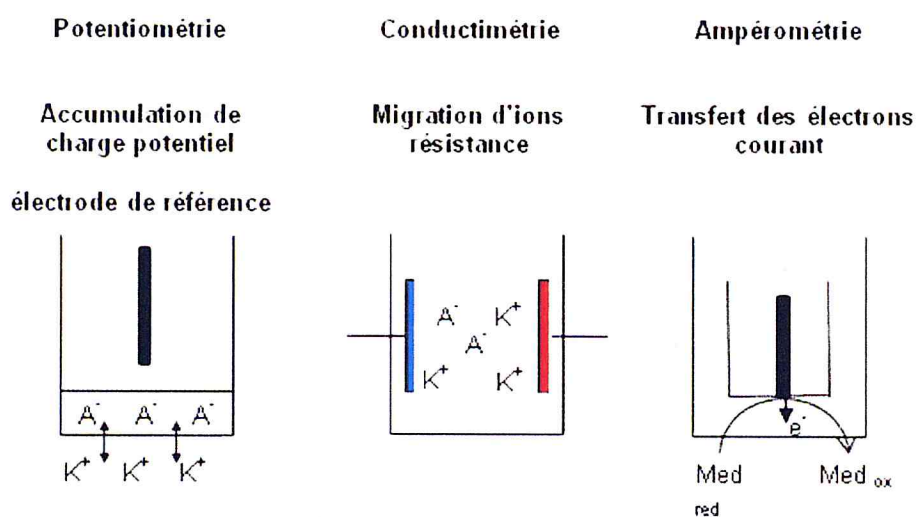 Potentiométrie
Accumulation de
charge potentiel
électrode de référence
A- A- A-
K+ K+ K+
Conductimétrie
Migration d'ions
résistance
A- K+
A-
K+ K+
Ampérométrie
Transfert des électrons
courant
e-
Med red
Med ox